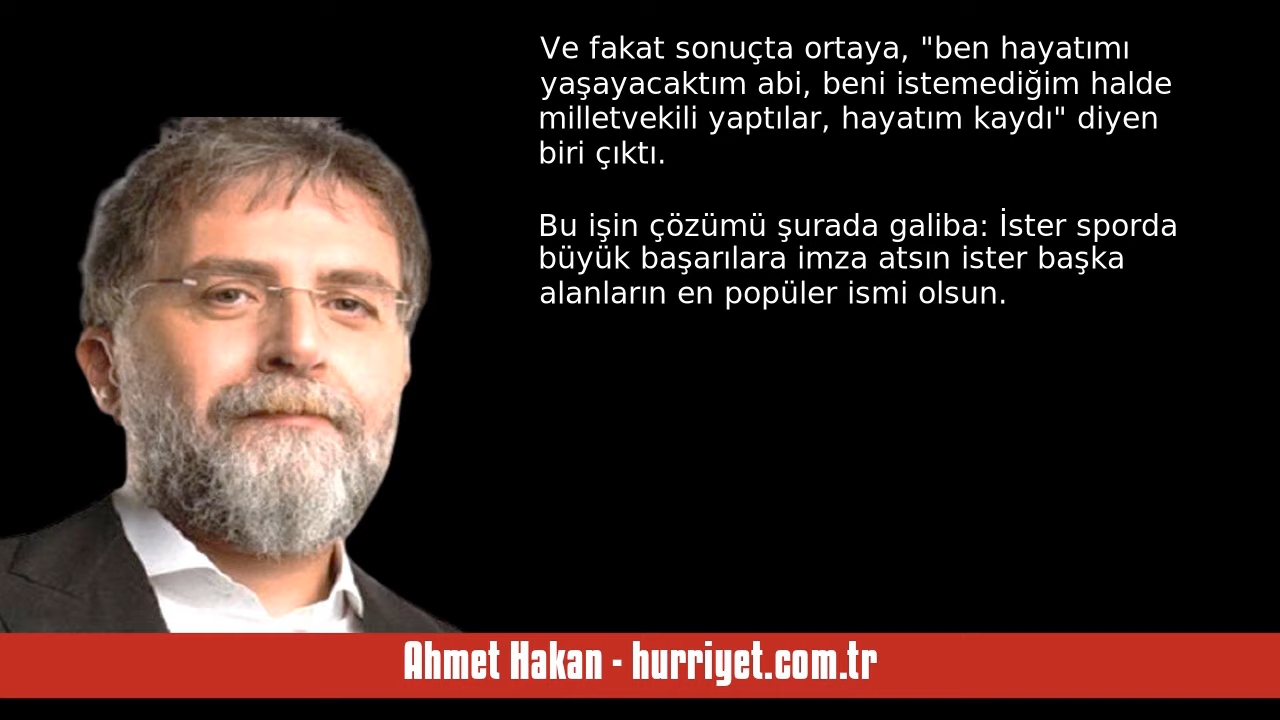 Ve fakat sonuçta ortaya, "ben hayatımı
yaşayacaktım abi, beni istemediğim halde
milletvekili yaptılar, hayatım kaydı" diyen
biri çıktı.
Bu işin çözümü şurada galiba: İster sporda
büyük başarılara imza atsın ister başka
alanların en popüler ismi olsun.
Ahmet Hakan - hurriyet.com.tr